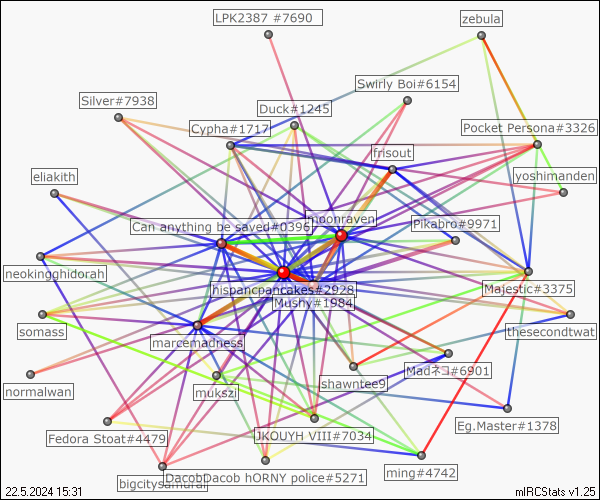 LPK2387 #7690
zebula
Swirly Boi#6154
Silver#7938
Duck#1245
Cypha#1717
Pocket Persona#3326
frisout
eliakith
yoshimanden
moonraven
Can anything be saved#0396
Pikabro#9971
neokingghidorah
hispancpancakes#2928
Majestic#3375
Mushy#1984
somass
thesecondtwat
marcemadness
Madネコ#6901
shawntee9
normalwan
mukszi
Eg.Master#1378
Fedora Stoat#4479
JKOUYH VIII#7034
ming#4742
DacobDacob hORNY police#5271
bigcitysamurai
22.5.2024 15:31
mIRCStats v1.25